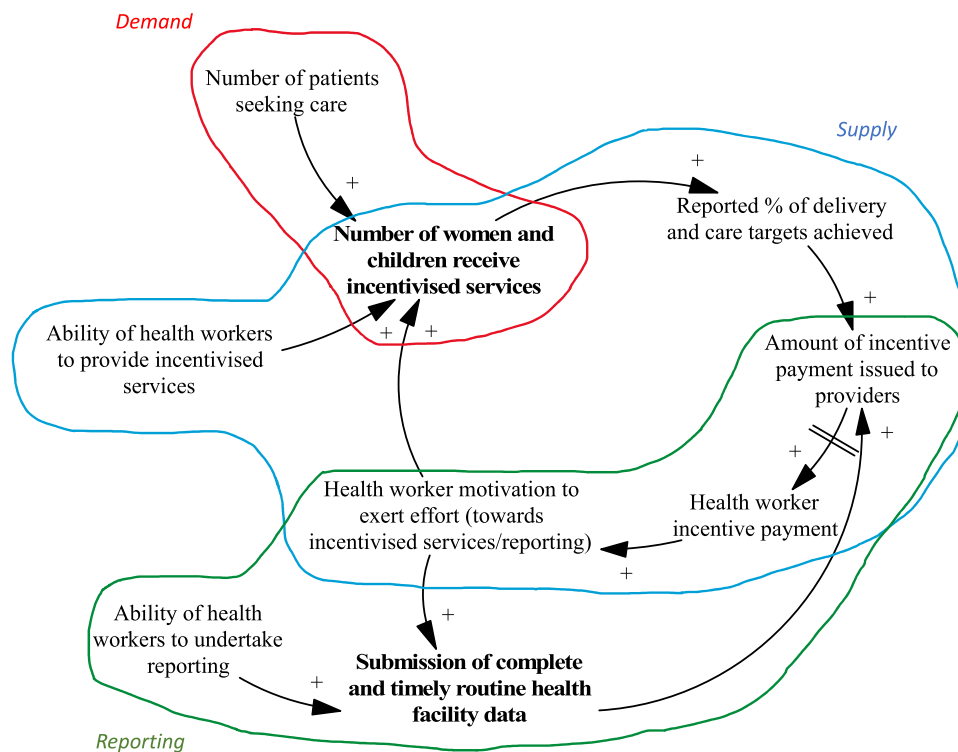 Demand
Number of patients
seeking care
+
Supply
+
Number of women and
children receive
incentivised services
Reported % of delivery
and care targets achieved
+
Ability of health workers
to provide incentivised
services
+
+
Amount of incentive
payment issued to
providers
+
+
Health worker motivation to
exert effort (towards
incentivised services/reporting)
Health worker
incentive payment
+
Ability of health
workers to undertake
reporting
+
+
Submission of complete
and timely routine health
facility data
Reporting